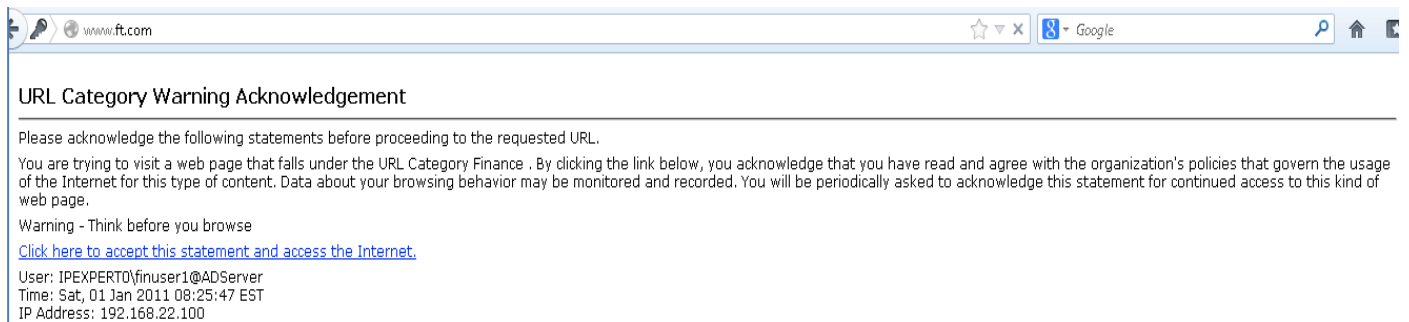 www.ft.com
Google
URL Category Warning Acknowledgement
Please acknowledge the following statements before proceeding to the requested URL.
You are trying to visit a web page that falls under the URL Category Finance . By clicking the link below, you acknowledge that you have read and agree with the organization's policies that govern the usage
of the Internet for this type of content. Data about your browsing behavior may be monitored and recorded. You will be periodically asked to acknowledge this statement for continued access to this kind of
web page.
Warning - Think before you browse
Click here to accept this statement and access the Internet.
User: IPEXPERT0\finuser1@ADServer
Time: Sat, 01 Jan 2011 08:25:47 EST
IP Address: 192.168.22.100